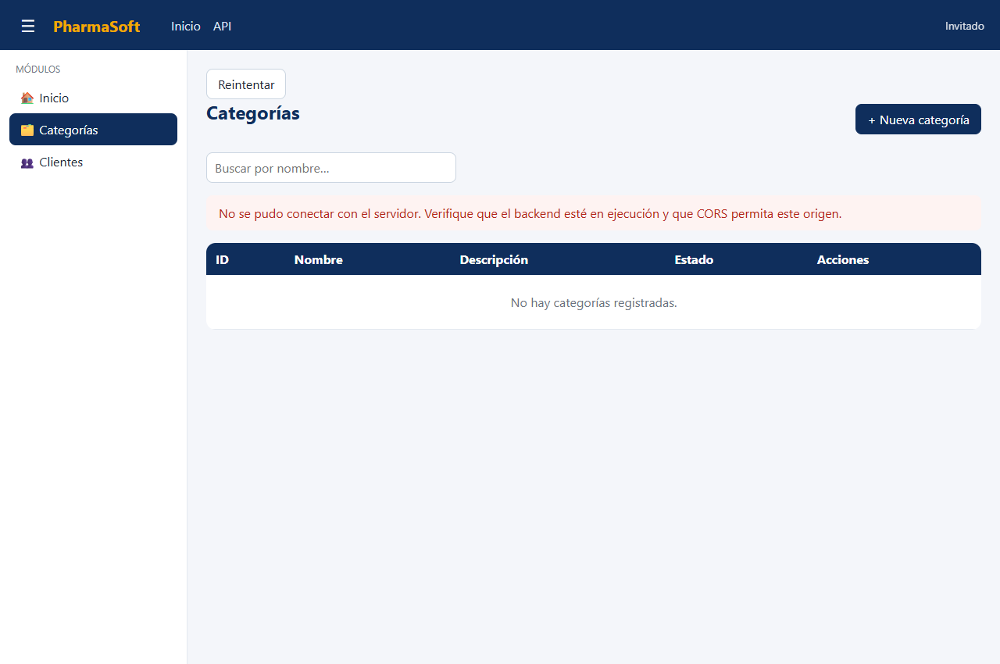 ☰ PharmaSoft Inicio API Invitado
MÓDULOS
Inicio
Categorías
Clientes
Reintentar
Categorías
+ Nueva categoría
Buscar por nombre...
No se pudo conectar con el servidor. Verifique que el backend esté en ejecución y que CORS permita este origen.
ID Nombre Descripción Estado Acciones
No hay categorías registradas.